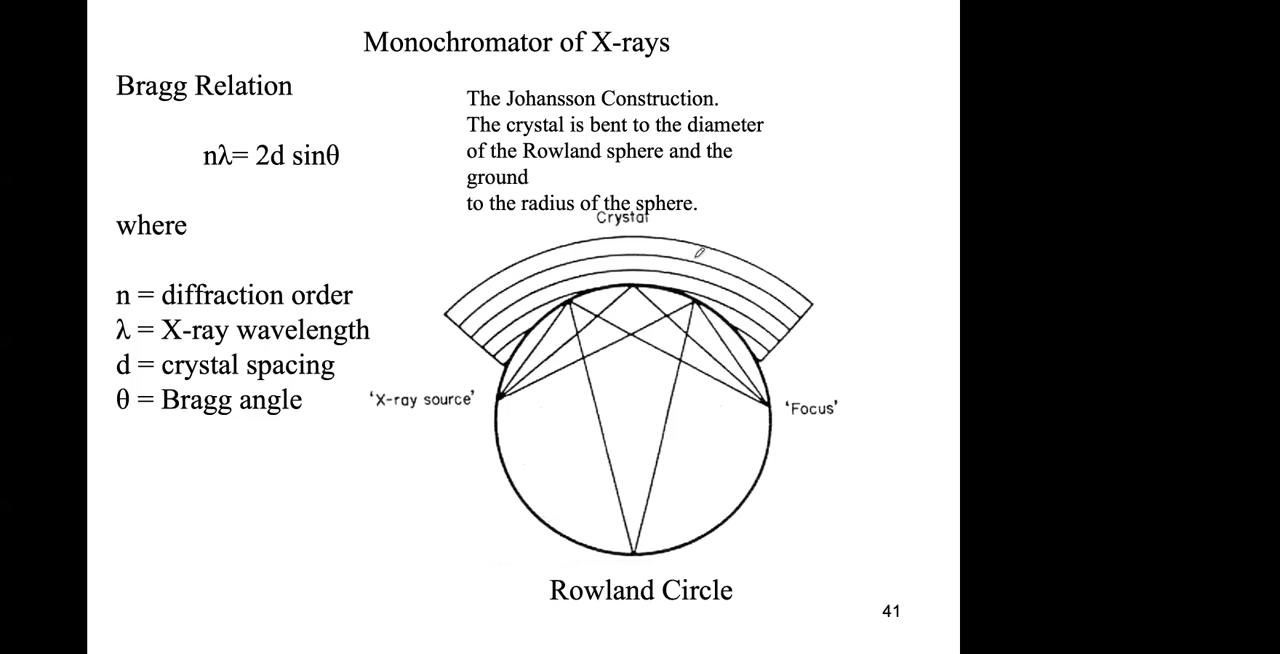 Monochromator of X-rays
Bragg Relation
nλ= 2d sinθ
where
n = diffraction order
λ = X-ray wavelength
d = crystal spacing
θ = Bragg angle
The Johansson Construction.
The crystal is bent to the diameter
of the Rowland sphere and the
ground
to the radius of the sphere.
Crystal
'X-ray source'
'Focus'
Rowland Circle
41